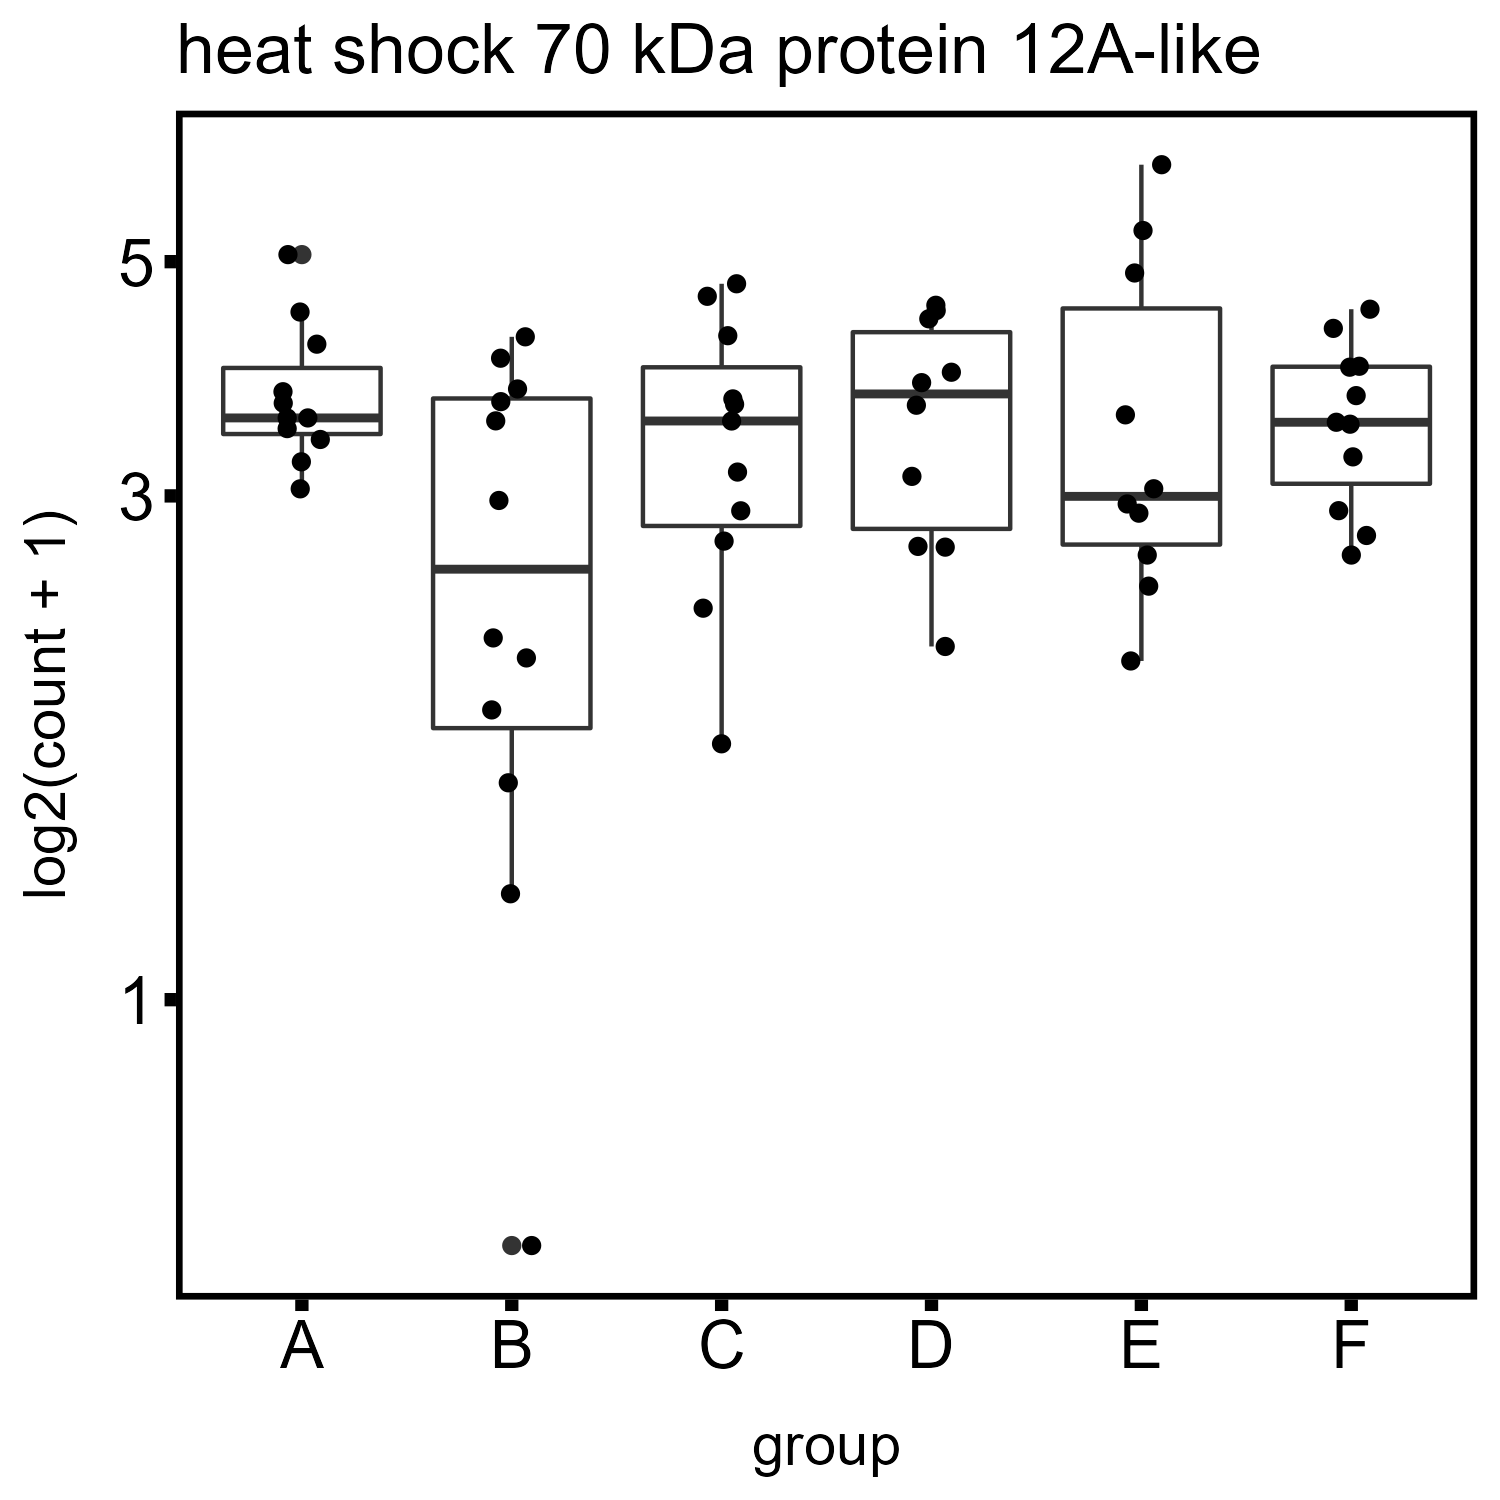 heat shock 70 kDa protein 12A-like
log2(count + 1)
5
3
1
A B C D E F
group